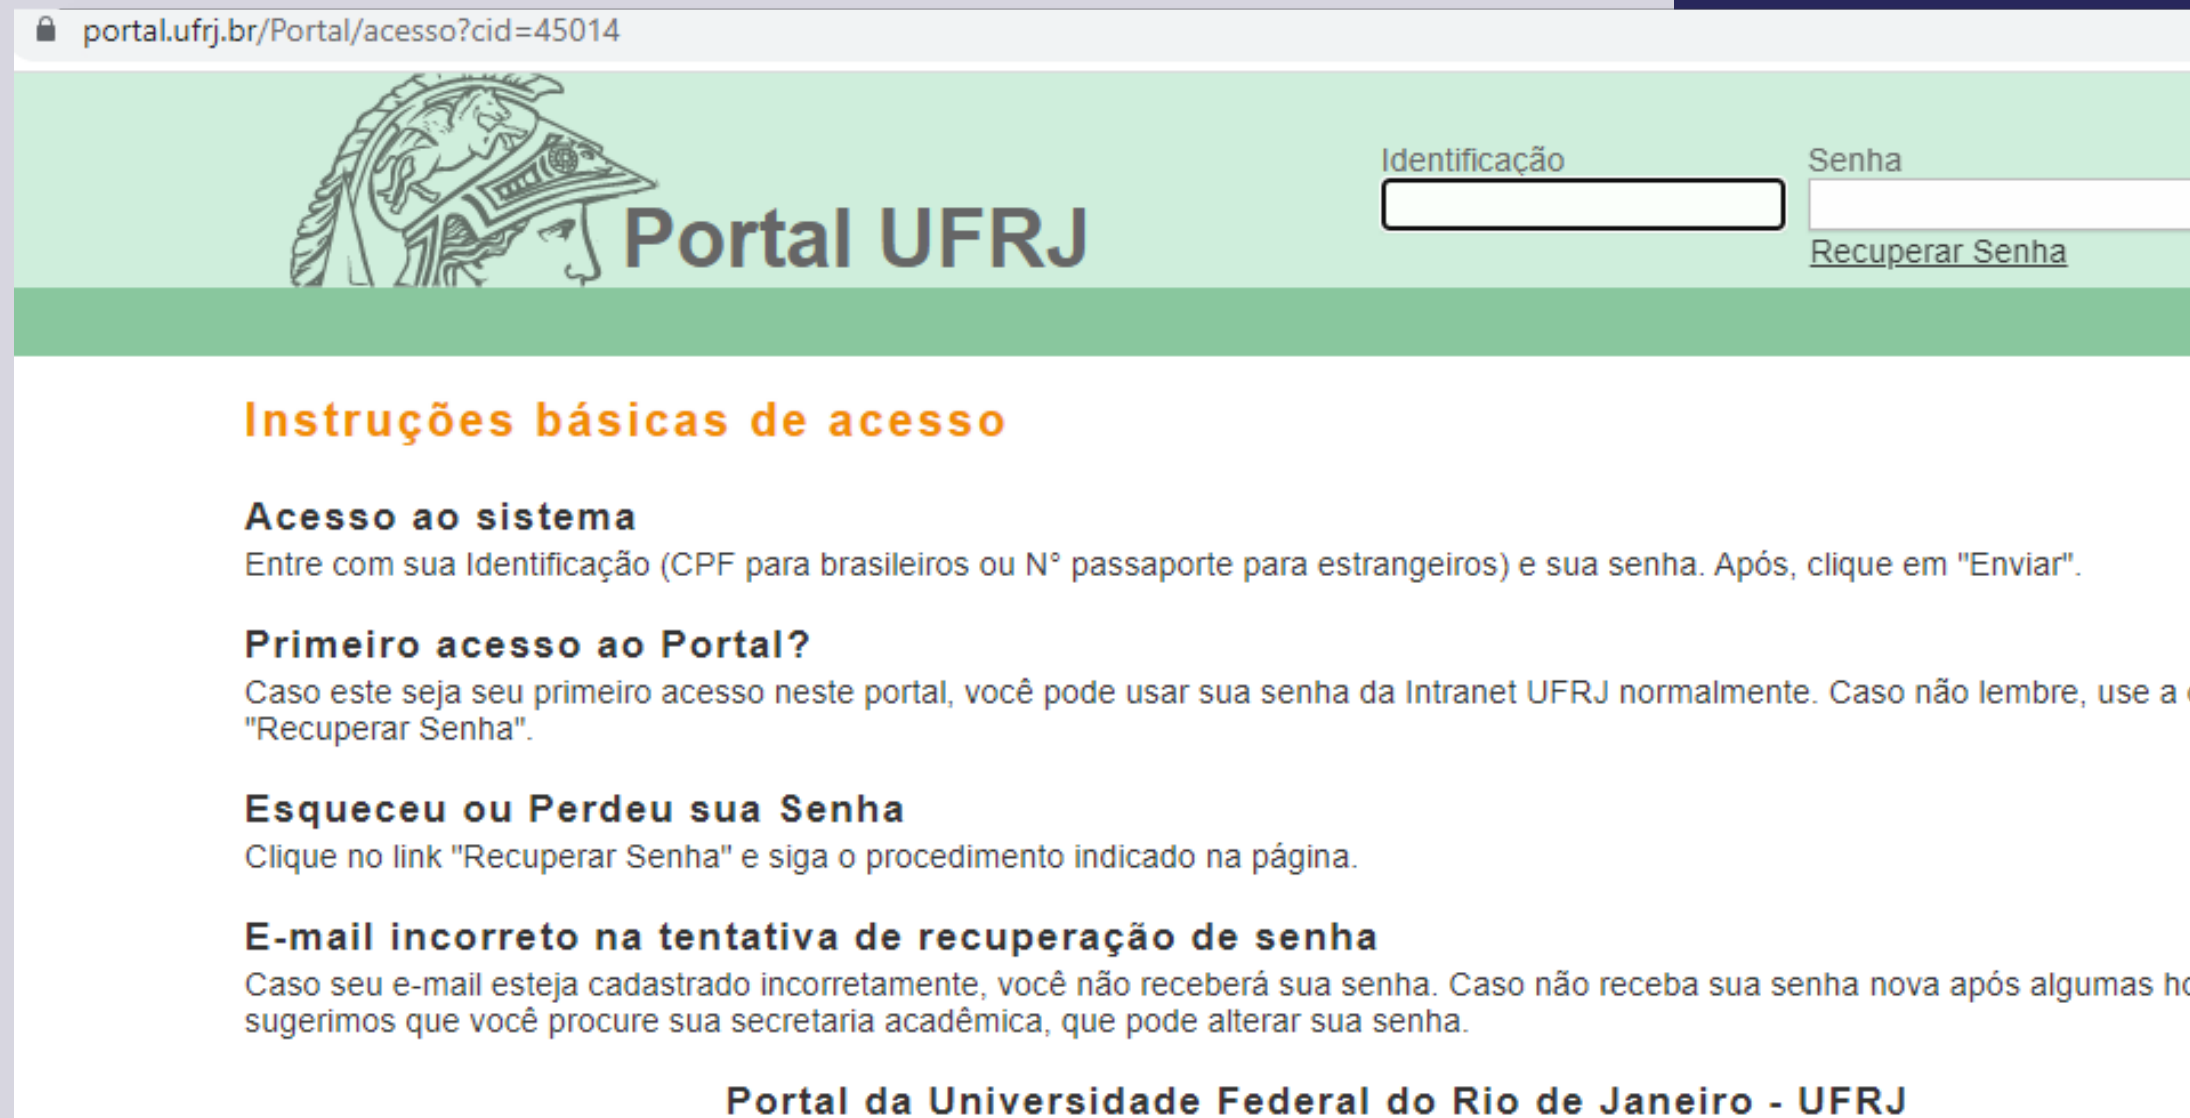 portal.ufrj.br/Portal/acesso?cid=45014
Identificação
Senha
Portal UFRJ
Recuperar Senha
Instruções básicas de acesso
Acesso ao sistema
Entre com sua Identificação (CPF para brasileiros ou N° passaporte para estrangeiros) e sua senha. Após, clique em "Enviar".
Primeiro acesso ao Portal?
Caso este seja seu primeiro acesso neste portal, você pode usar sua senha da Intranet UFRJ normalmente. Caso não lembre, use a
"Recuperar Senha".
Esqueceu ou Perdeu sua Senha
Clique no link "Recuperar Senha" e siga o procedimento indicado na página.
E-mail incorreto na tentativa de recuperação de senha
Caso seu e-mail esteja cadastrado incorretamente, você não receberá sua senha. Caso não receba sua senha nova após algumas
sugerimos que você procure sua secretaria acadêmica, que pode alterar sua senha.
Portal da Universidade Federal do Rio de Janeiro - UFRJ